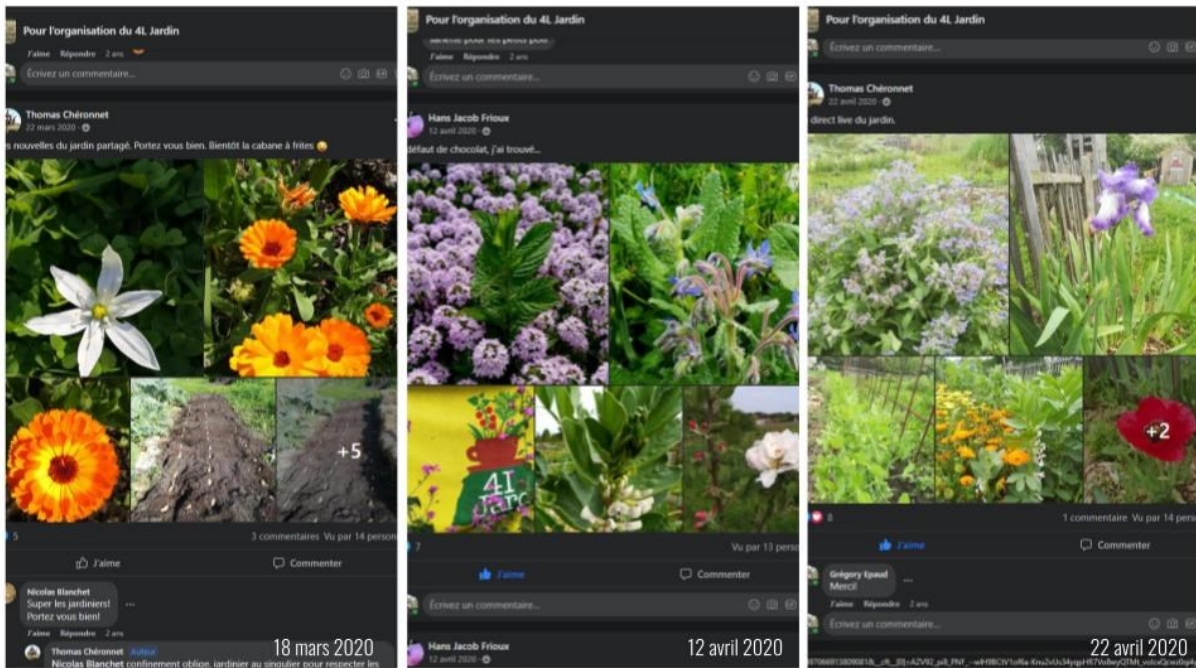 Pour l'organisation du 4L Jardin
J'aime Répondre 2 ans
Écrivez un commentaire...
Thomas Chéronnet
22 mars 2020
s nouvelles du jardin partagé. Portez vous bien. Bientôt la cabane à frites
+5
5
3 commentaires Vu par 14 person
J'aime
Commenter
Nicolas Blanchet
Super les jardiniers!
Portez vous bien!
J'aime Répondre 2 ans
Thomas Chéronnet Auteur
Nicolas Blanchet confinement oblige, jardinier au singulier pour respecter les
18 mars 2020
Pour l'organisation du 4L Jardin
pour les petits pois
J'aime Répondre 2 ans
Écrivez un commentaire...
Hans Jacob Frioux
12 avril 2020
défaut de chocolat, j'ai trouvé...
4L
Jard
7
Vu par 13 perso
J'aime
Commenter
Écrivez un commentaire...
Hans Jacob Frioux
12 avril 2020
12 avril 2020
Pour l'organisation du 4L Jardin
Écrivez un commentaire...
Thomas Chéronnet
22 avril 2020
direct live du jardin.
+2
8
1 commentaire Vu par 14 pers
J'aime
Commenter
Grégory Epaud
Merci!
J'aime Répondre 2 ans
Écrivez un commentaire...
22 avril 2020